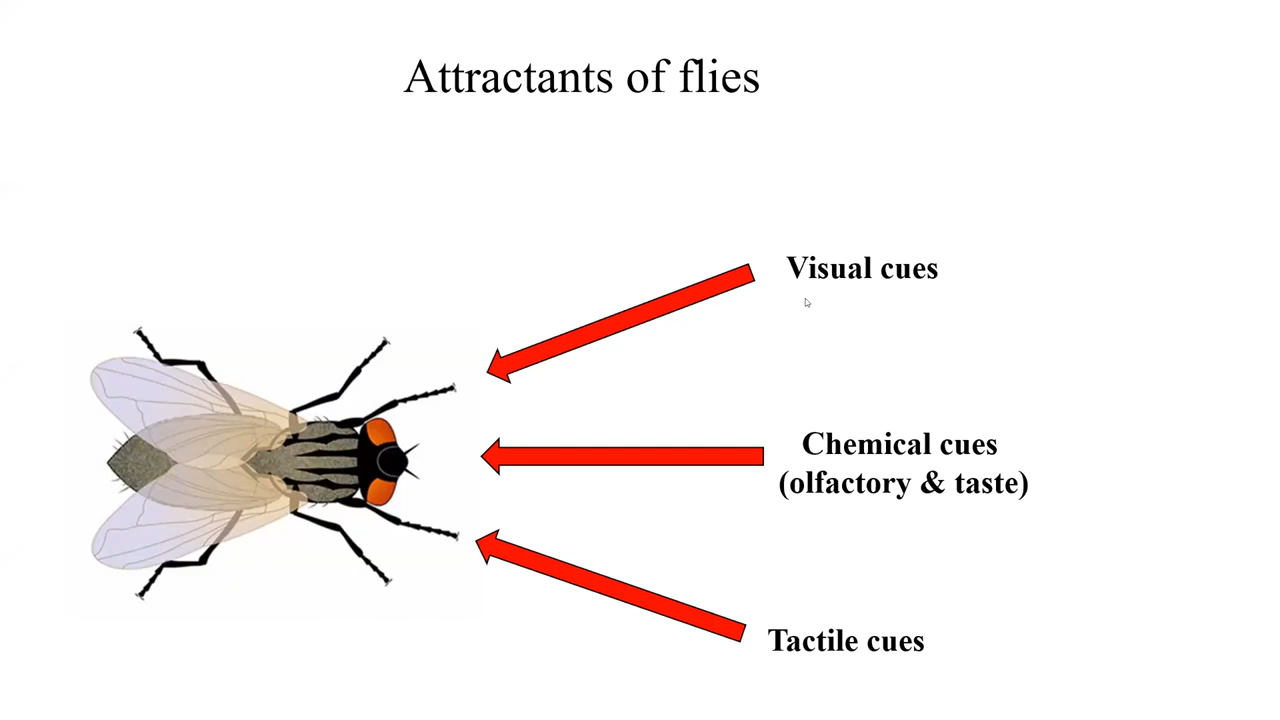 Attractants of flies
Visual cues
Chemical cues
(olfactory & taste)
Tactile cues